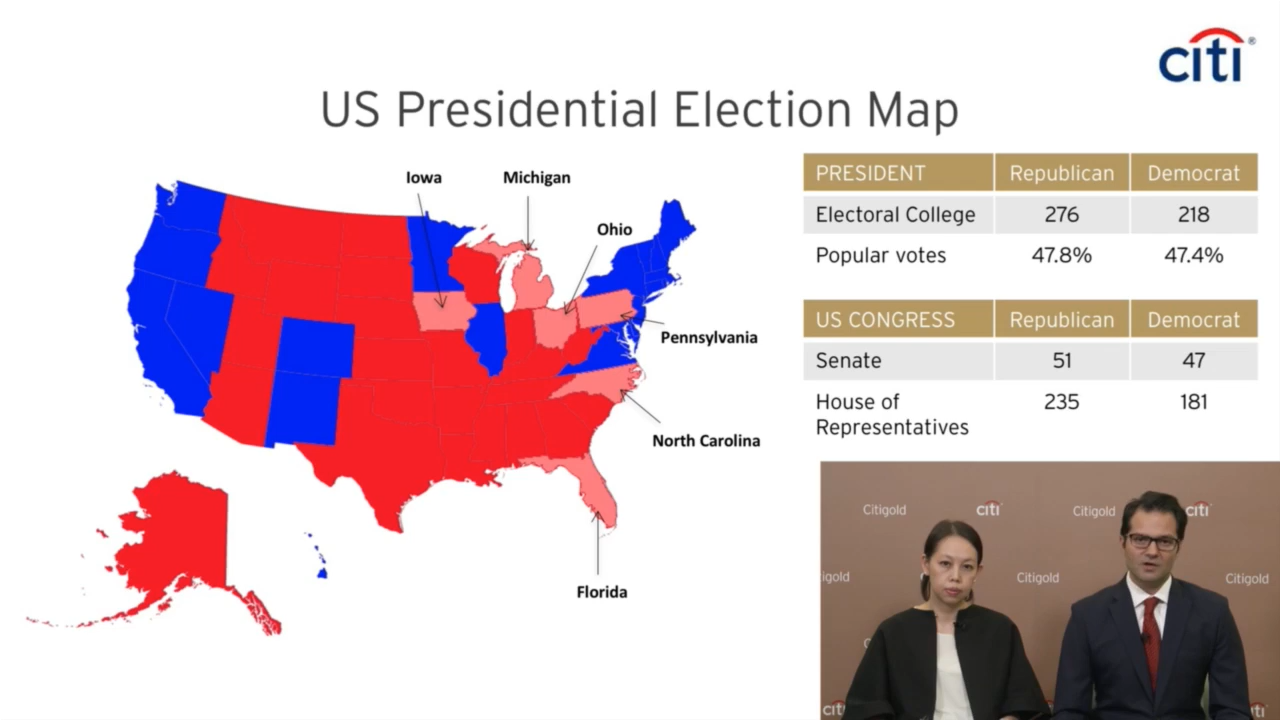 citi®
US Presidential Election Map
Iowa
Michigan
Ohio
Pennsylvania
North Carolina
Florida
PRESIDENT Republican Democrat
Electoral College 276 218
Popular votes 47.8% 47.4%
US CONGRESS Republican Democrat
Senate 51 47
House of 235 181
Representatives
Citigold citi Citigold citi
igold Citigold Citigold
citi